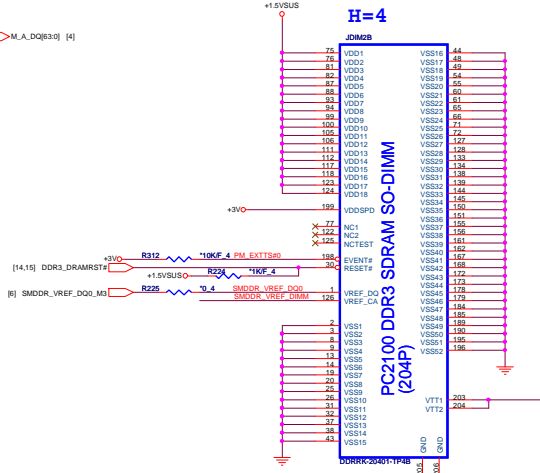 +1.5VSUS
H=4
M_A_DQ[63:0] [4]
JDIM2B
75 VDD1 VSS16 44
76 VDD2 VSS17 48
81 VDD3 VSS18 49
82 VDD4 VSS19 54
87 VDD5 VSS20 55
88 VDD6 VSS21 60
93 VDD7 VSS22 61
94 VDD8 VSS23 65
99 VDD9 VSS24 66
100 VDD10 VSS25 71
105 VDD11 VSS26 72
106 VDD12 VSS27 127
111 VDD13 VSS28 128
112 VDD14 VSS29 133
117 VDD15 VSS30 134
118 VDD16 VSS31 138
123 VDD17 VSS32 139
124 VDD18 VSS33 144
VSS34 145
+3V 199 VDDSPD VSS35 150
VSS36 151
77 NC1 VSS37 155
122 NC2 VSS38 156
125 NCTEST VSS39 161
VSS40 162
+3V R312 *10K/F_4 PM_EXTTS#0 198 EVENT# VSS41 167
[14,15] DDR3_DRAMRST# 30 RESET# VSS42 168
+1.5VSUS R224 *1K/F_4 VSS43 172
VSS44 173
[6] SMDDR_VREF_DQ0_M3 R225 *0_4 SMDDR_VREF_DQ0 1 VREF_DQ VSS45 178
SMDDR_VREF_DIMM 126 VREF_CA VSS46 179
VSS47 184
VSS48 185
2 VSS1 VSS49 189
3 VSS2 VSS50 190
8 VSS3 VSS51 195
9 VSS4 VSS52 196
13 VSS5
14 VSS6
19 VSS7
20 VSS8
25 VSS9
26 VSS10 VTT1 203
31 VSS11 VTT2 204
32 VSS12
37 VSS13
38 VSS14
43 VSS15
PC2100 DDR3 SDRAM SO-DIMM
(204P)
GND GND
DDRRK-20401-TP4B